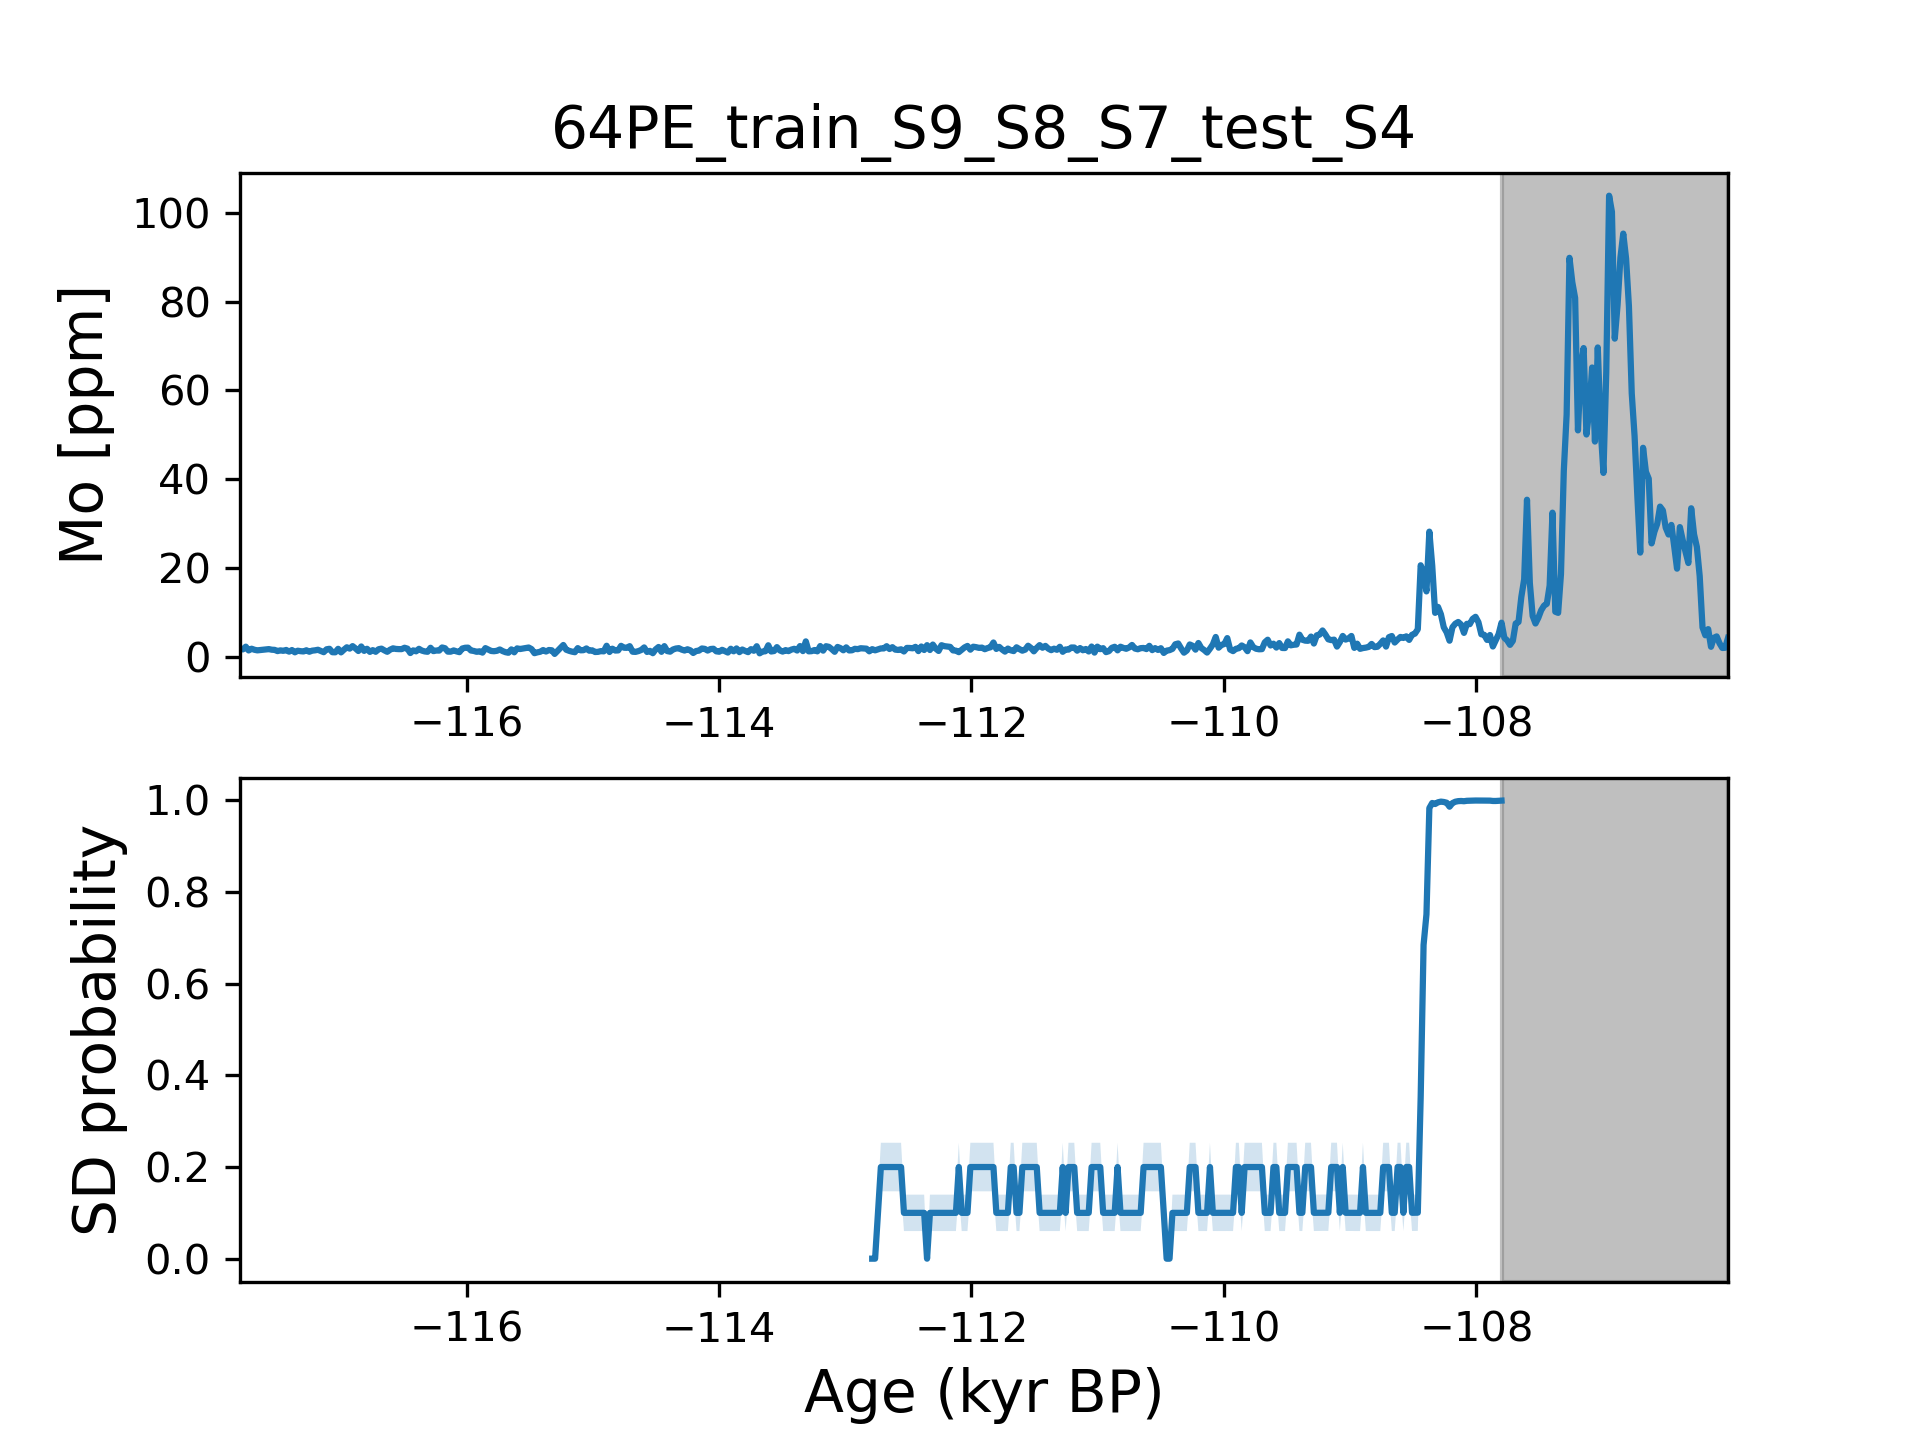 64PE_train_S9_S8_S7_test_S4
Mo [ppm]
100
80
60
40
20
0
−116 −114 −112 −110 −108
SD probability
1.0
0.8
0.6
0.4
0.2
0.0
−116 −114 −112 −110 −108
Age (kyr BP)